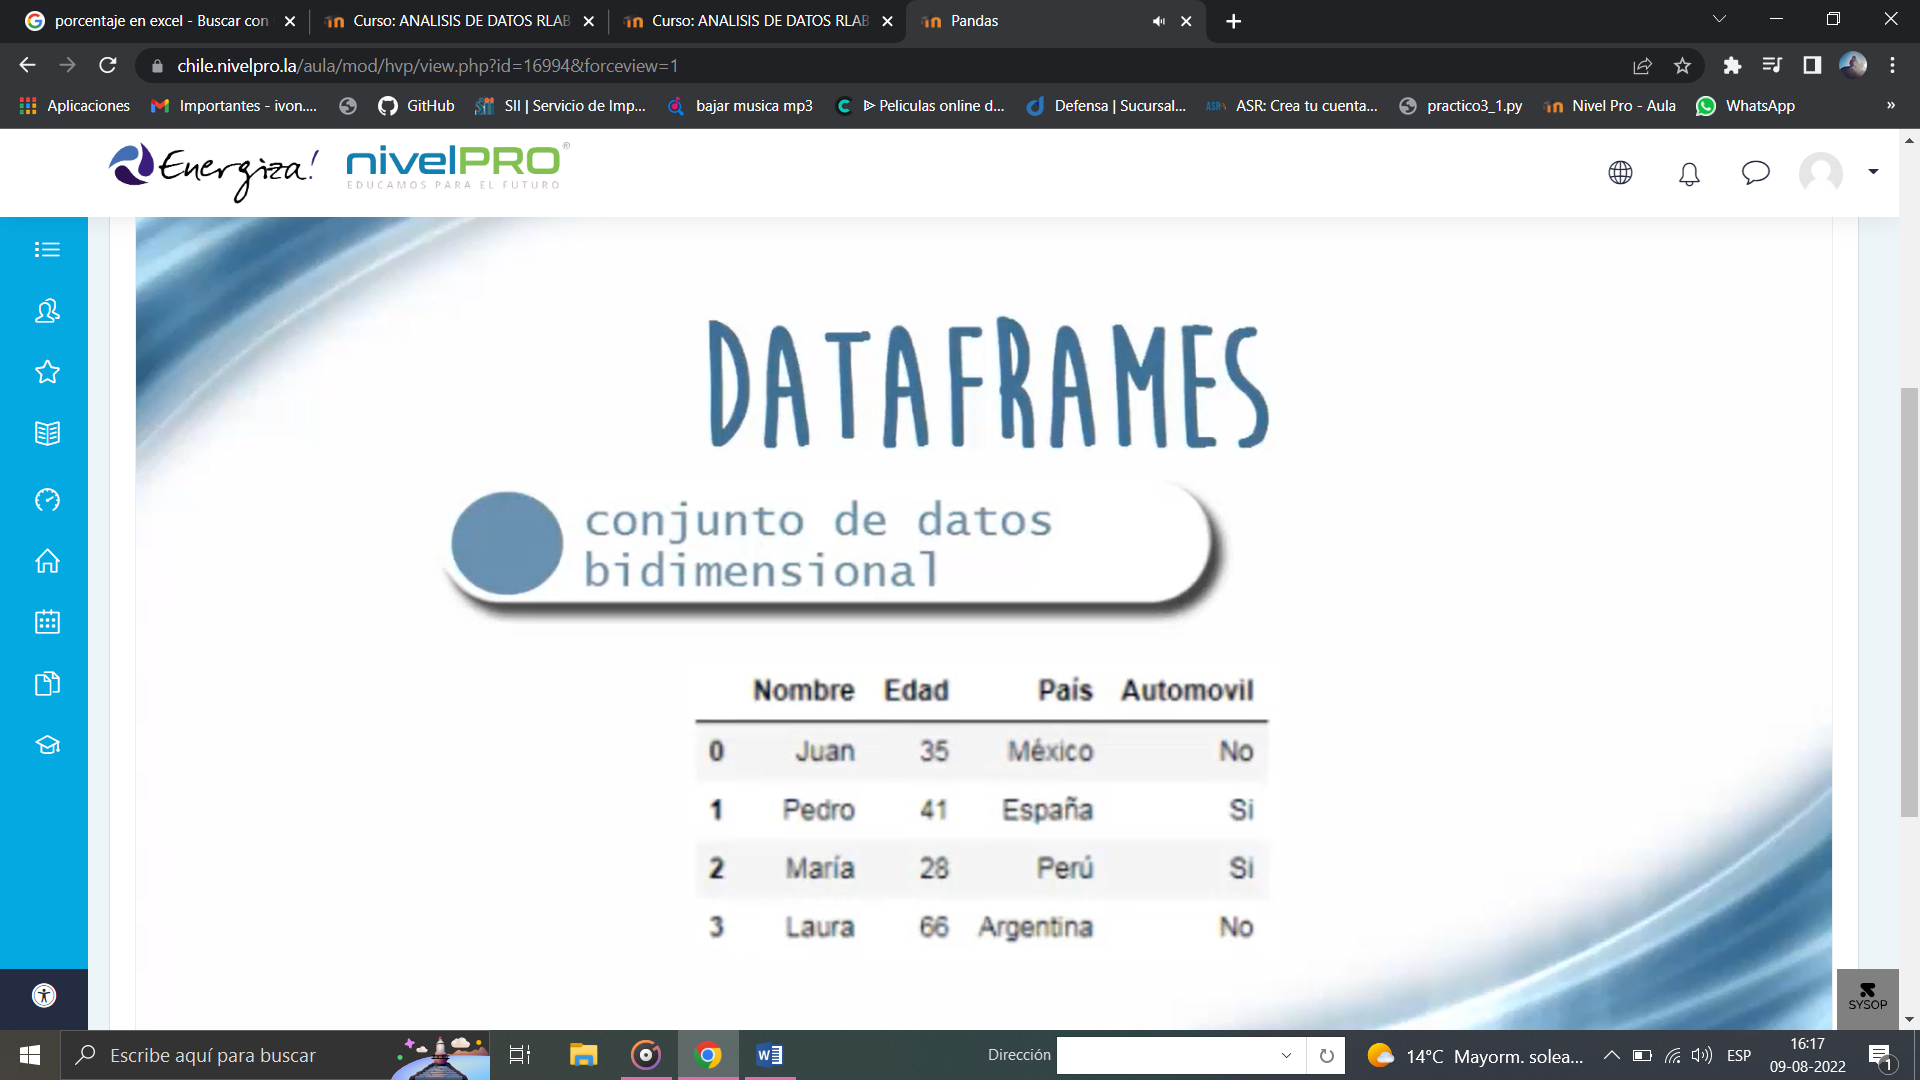 porcentaje en excel - Buscar con
Curso: ANALISIS DE DATOS RLAB
Curso: ANALISIS DE DATOS RLAB
Pandas
chile.nivelpro.la/aula/mod/hvp/view.php?id=16994&forceview=1
Aplicaciones
Importantes - ivon....
GitHub
SII | Servicio de Imp...
bajar musica mp3
Peliculas online d...
Defensa | Sucursal...
ASR: Crea tu cuenta...
practico3_1.py
Nivel Pro - Aula
WhatsApp
»
Energiza! nivelPRO®
EDUCAMOS PARA EL FUTURO
DATAFRAMES
conjunto de datos
bidimensional
Nombre Edad País Automovil
0 Juan 35 México No
1 Pedro 41 España Si
2 María 28 Perú Si
3 Laura 66 Argentina No
SYSOP
Escribe aquí para buscar
Dirección
14°C Mayorm. solea...
ESP
16:17
09-08-2022
1